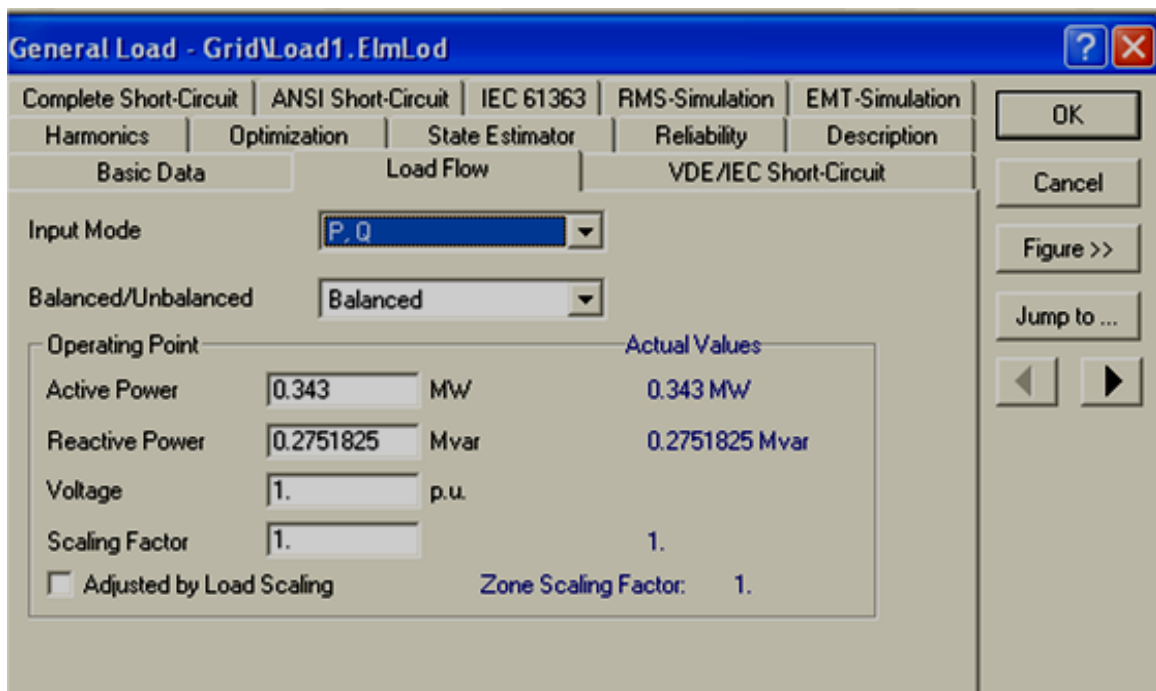 General Load - Grid\Load1.ElmLod
Complete Short-Circuit ANSI Short-Circuit IEC 61363 RMS-Simulation EMT-Simulation
OK
Harmonics Optimization State Estimator Reliability Description
Basic Data Load Flow VDE/IEC Short-Circuit
Cancel
Input Mode P, Q
Figure >>
Balanced/Unbalanced Balanced
Jump to ...
Operating Point Actual Values
Active Power 0.343 MW 0.343 MW
Reactive Power 0.2751825 Mvar 0.2751825 Mvar
Voltage 1. p.u.
Scaling Factor 1. 1.
Adjusted by Load Scaling Zone Scaling Factor: 1.